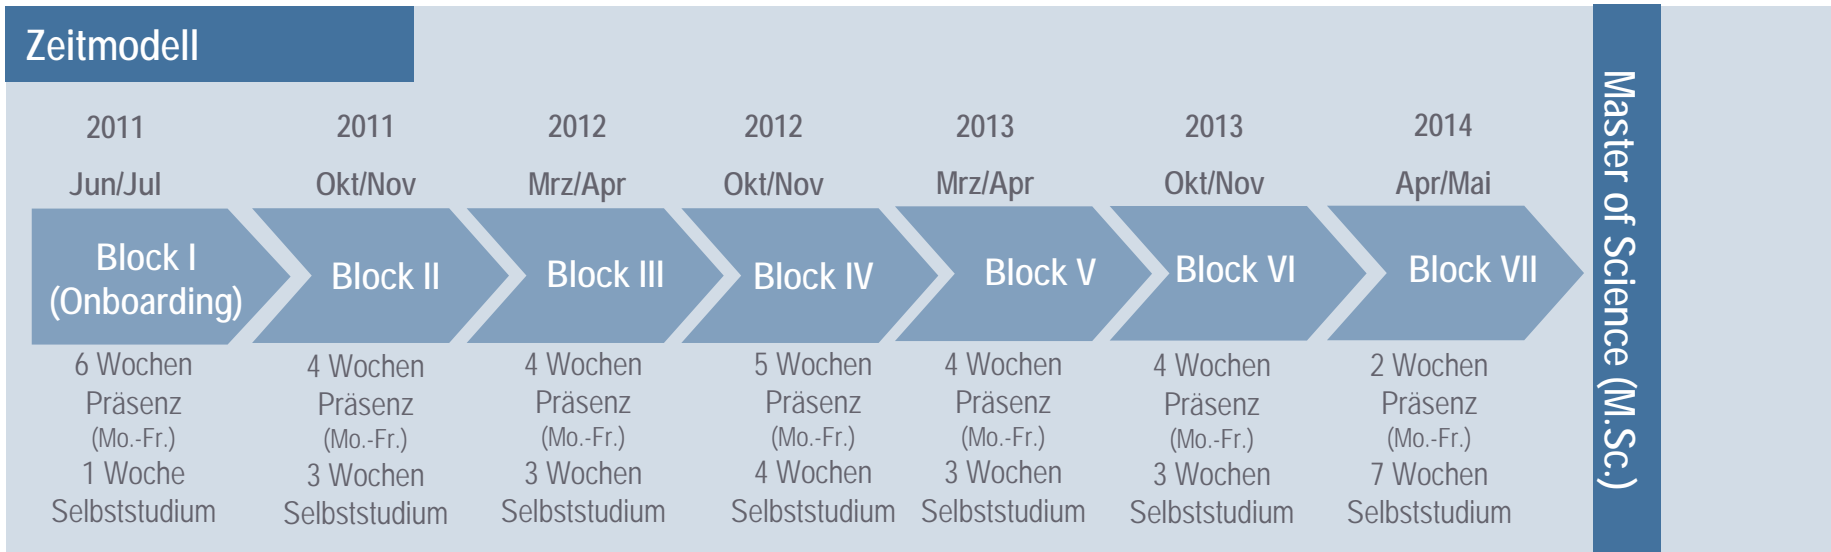 Zeitmodell
2011
Jun/Jul
Block I
(Onboarding)
6 Wochen
Präsenz
(Mo.-Fr.)
1 Woche
Selbststudium
2011
Okt/Nov
Block II
4 Wochen
Präsenz
(Mo.-Fr.)
3 Wochen
Selbststudium
2012
Mrz/Apr
Block III
4 Wochen
Präsenz
(Mo.-Fr.)
3 Wochen
Selbststudium
2012
Okt/Nov
Block IV
5 Wochen
Präsenz
(Mo.-Fr.)
4 Wochen
Selbststudium
2013
Mrz/Apr
Block V
4 Wochen
Präsenz
(Mo.-Fr.)
3 Wochen
Selbststudium
2013
Okt/Nov
Block VI
4 Wochen
Präsenz
(Mo.-Fr.)
3 Wochen
Selbststudium
2014
Apr/Mai
Block VII
2 Wochen
Präsenz
(Mo.-Fr.)
7 Wochen
Selbststudium
Master of Science (M.Sc.)